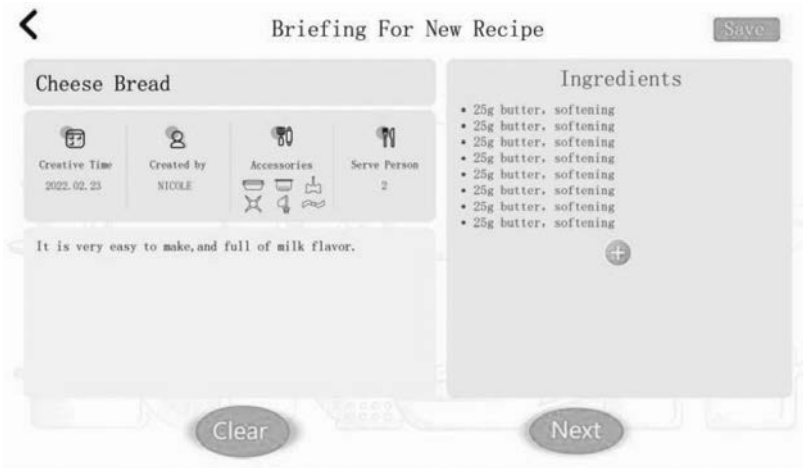 Briefing For New Recipe
Save
Cheese Bread
Creative Time
2022.02.23
Created by
NICOLE
Accessories
Serve Person
2
It is very easy to make,and full of milk flavor.
Ingredients
• 25g butter, softening
• 25g butter, softening
• 25g butter, softening
• 25g butter, softening
• 25g butter, softening
• 25g butter, softening
• 25g butter, softening
• 25g butter, softening
Clear
Next